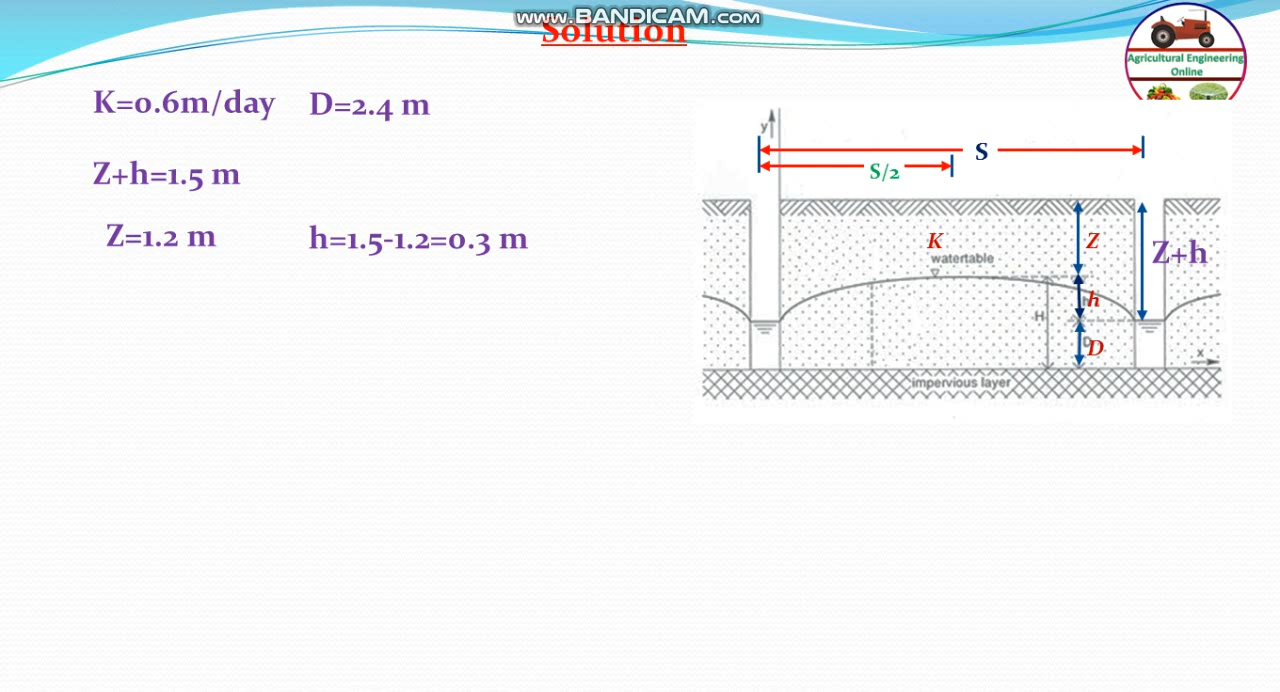 www.BANDICAM.com
Solution
Agricultural Engineering
Online
K=0.6m/day D=2.4 m
Z+h=1.5 m
Z=1.2 m h=1.5-1.2=0.3 m
y
S
S/2
K
Z
Z+h
watertable
h
H
D
x
impervious layer